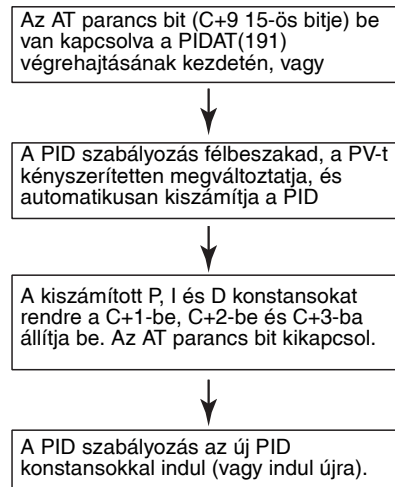 Az AT parancs bit (C+9 15-ös bitje) be
van kapcsolva a PIDAT(191)
végrehajtásának kezdetén, vagy
A PID szabályozás félbeszakad, a PV-t
kényszerítetten megváltoztatja, és
automatikusan kiszámítja a PID
A kiszámított P, I és D konstansokat
rendre a C+1-be, C+2-be és C+3-ba
állítja be. Az AT parancs bit kikapcsol.
A PID szabályozás az új PID
konstansokkal indul (vagy indul újra).